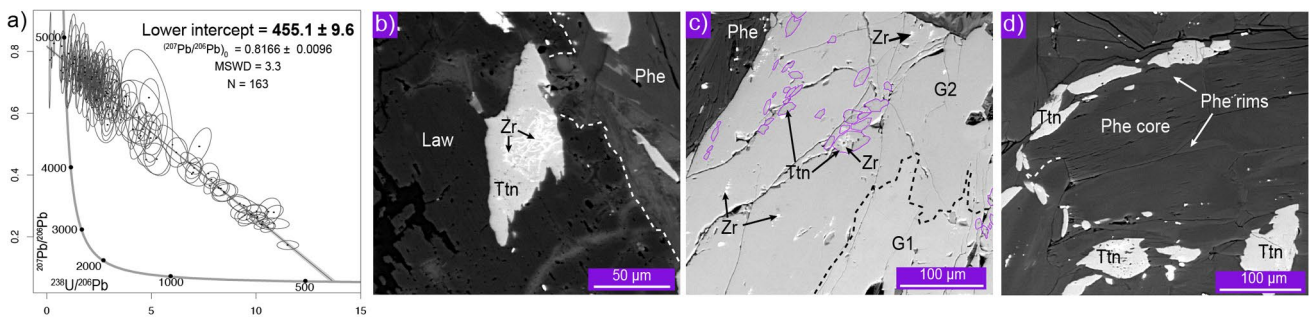 a)
Lower intercept = 455.1 ± 9.6
(²⁰⁷Pb/²⁰⁶Pb)₀ = 0.8166 ± 0.0096
MSWD = 3.3
N = 163
5000
4000
3000
2000
1000
500
0.8
0.6
0.4
0.2
²⁰⁷Pb/²⁰⁶Pb
²³⁸U/²⁰⁶Pb
0 5 10 15
b)
Phe
Law
Zr
Ttn
50 µm
c)
Phe
Zr
G2
Ttn
Zr
Zr
G1
100 µm
d)
Phe rims
Ttn
Phe core
Ttn
Ttn
100 µm